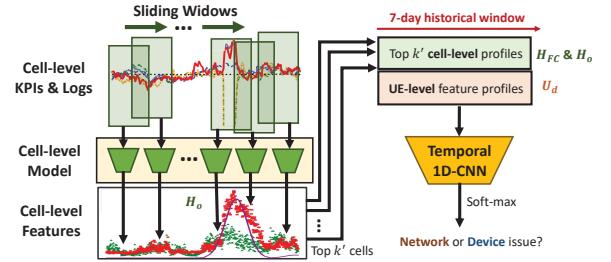 Sliding Widows
Cell-level
KPIs & Logs
Cell-level
Model
Cell-level
Features
H_o
Top k' cells
7-day historical window
Top k' cell-level profiles
H_FC & H_o
UE-level feature profiles
U_d
Temporal
1D-CNN
Soft-max
Network or Device issue?